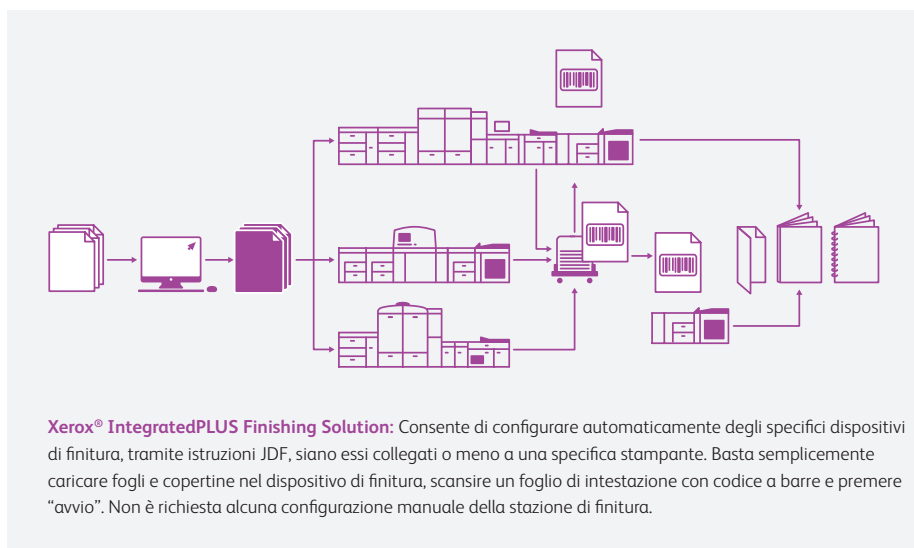 Xerox® IntegratedPLUS Finishing Solution: Consente di configurare automaticamente degli specifici dispositivi
di finitura, tramite istruzioni JDF, siano essi collegati o meno a una specifica stampante. Basta semplicemente
caricare fogli e copertine nel dispositivo di finitura, scansire un foglio di intestazione con codice a barre e premere
“avvio”. Non è richiesta alcuna configurazione manuale della stazione di finitura.